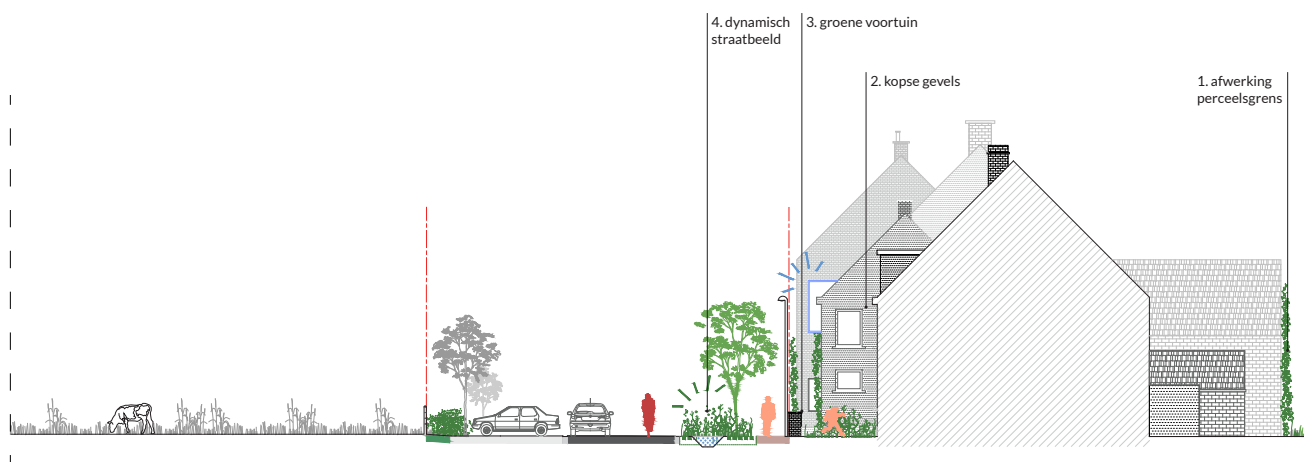 4. dynamisch
straatbeeld
3. groene voortuin
2. kopse gevels
1. afwerking
perceelsgrens